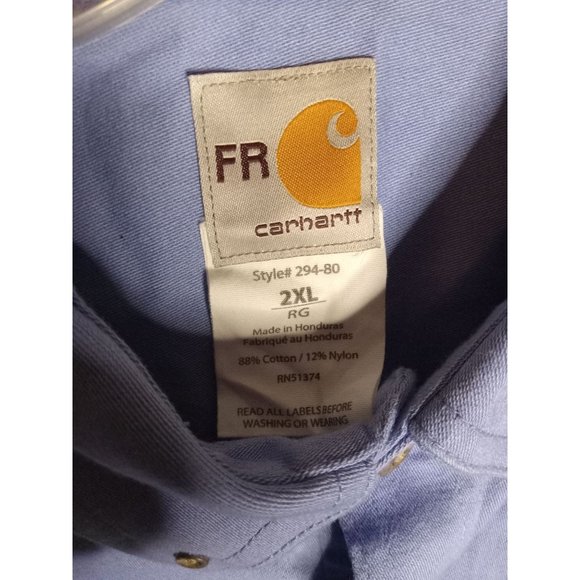 FR
carhartt
Style# 294-80
2XL
RG
Made in Honduras
Fabriqué au Honduras
88% Cotton / 12% Nylon
RN51374
READ ALL LABELS BEFORE
WASHING OR WEARING